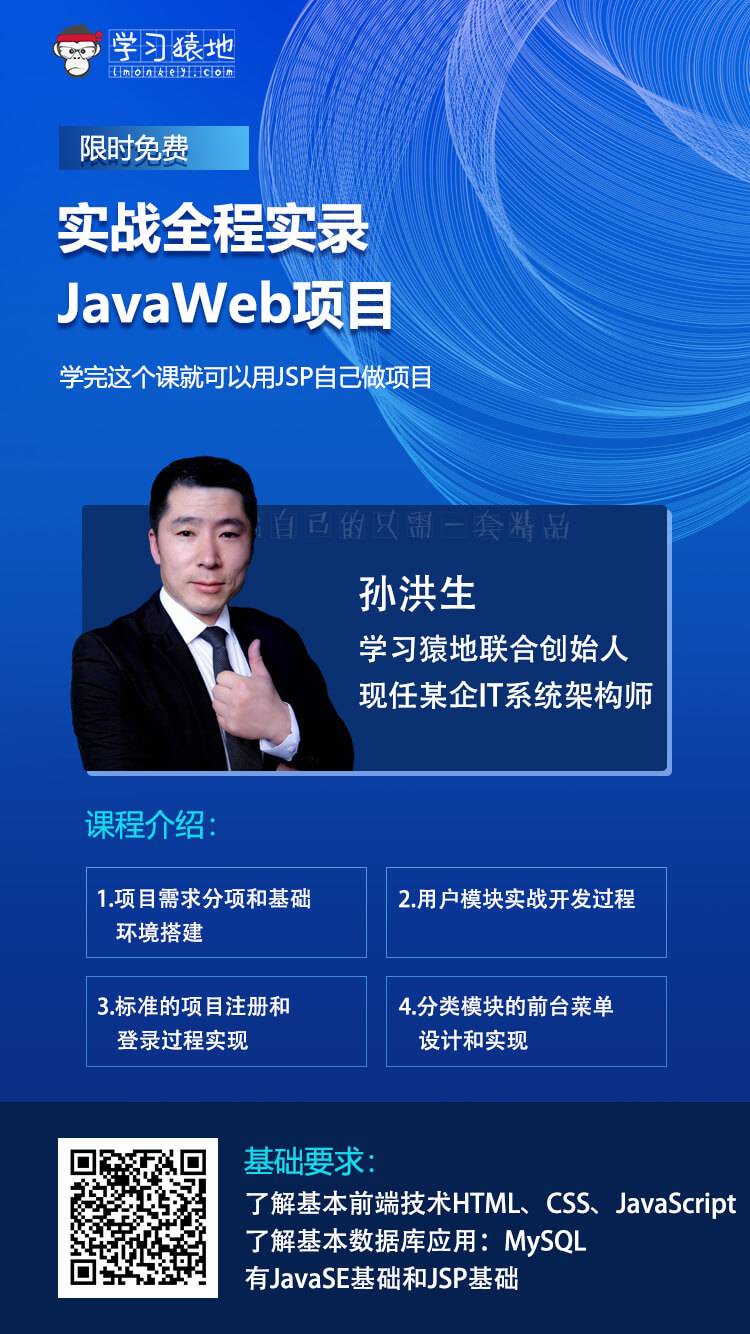 学习猿地
lmonkey.com
限时免费
实战全程实录
JavaWeb项目
学完这个课就可以用JSP自己做项目
自己的只需一套精品
孙洪生
学习猿地联合创始人
现任某企IT系统架构师
课程介绍：
1.项目需求分项和基础
环境搭建
2.用户模块实战开发过程
3.标准的项目注册和
登录过程实现
4.分类模块的前台菜单
设计和实现
基础要求：
了解基本前端技术HTML、CSS、JavaScript
了解基本数据库应用：MySQL
有JavaSE基础和JSP基础